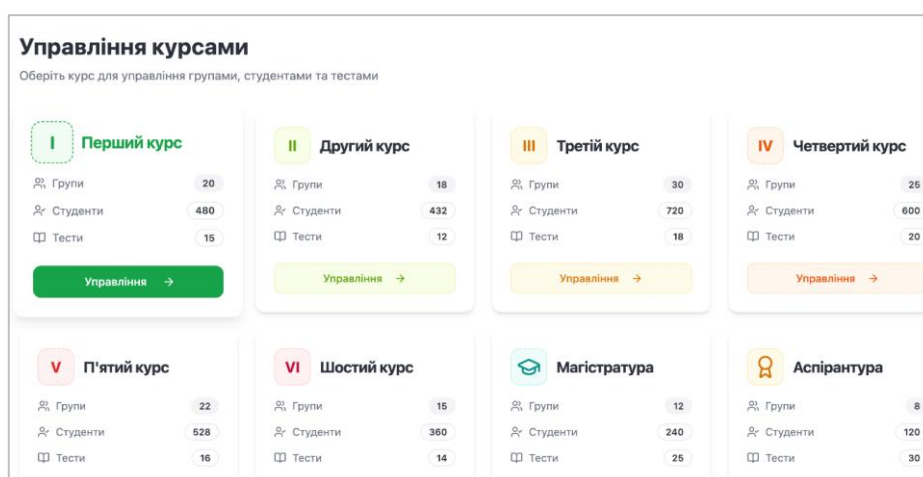 Управління курсами
Оберіть курс для управління групами, студентами та тестами
I Перший курс
Групи 20
Студенти 480
Тести 15
Управління →
II Другий курс
Групи 18
Студенти 432
Тести 12
Управління →
III Третій курс
Групи 30
Студенти 720
Тести 18
Управління →
IV Четвертий курс
Групи 25
Студенти 600
Тести 20
Управління →
V П'ятий курс
Групи 22
Студенти 528
Тести 16
VI Шостий курс
Групи 15
Студенти 360
Тести 14
Магістратура
Групи 12
Студенти 240
Тести 25
Аспірантура
Групи 8
Студенти 120
Тести 30